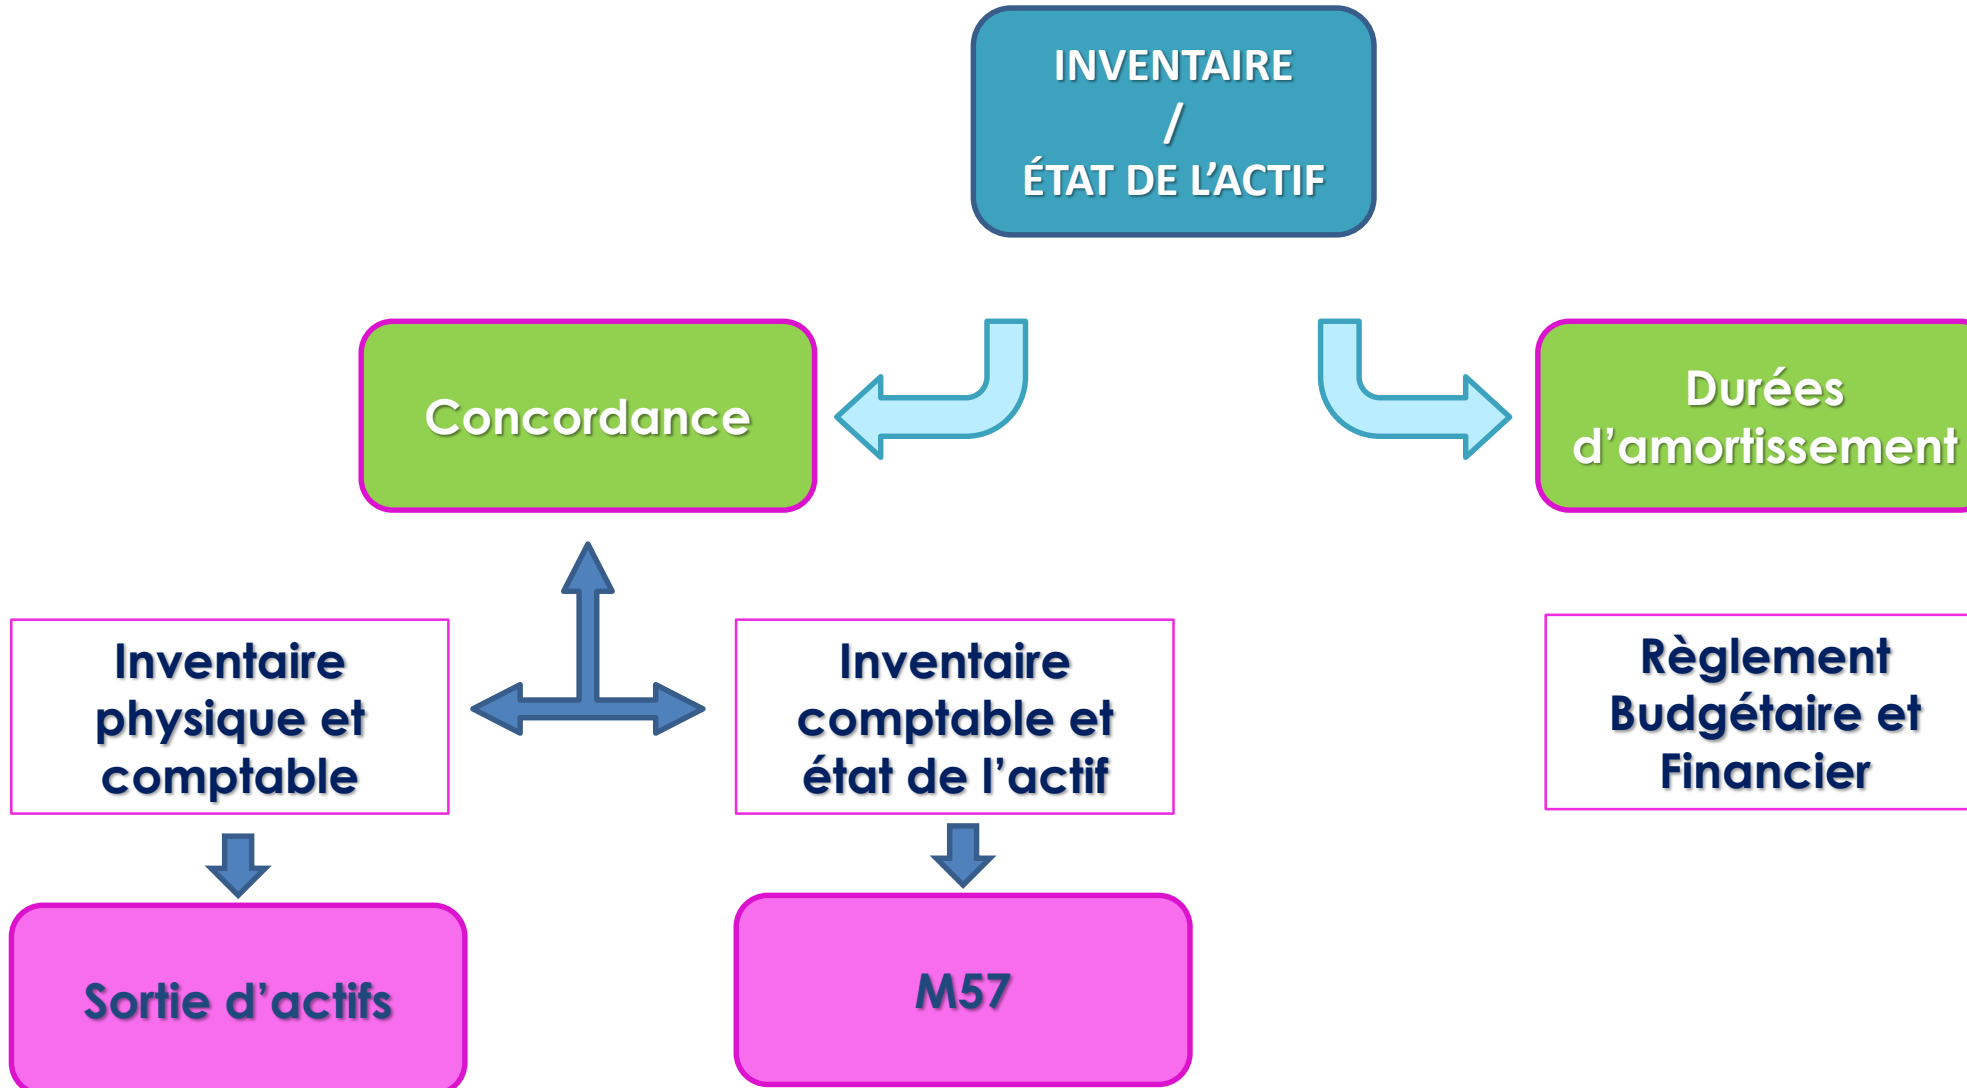 INVENTAIRE
/
ÉTAT DE L’ACTIF
Concordance
Durées
d’amortissement
Inventaire
physique et
comptable
Inventaire
comptable et
état de l’actif
Règlement
Budgétaire et
Financier
Sortie d’actifs
M57